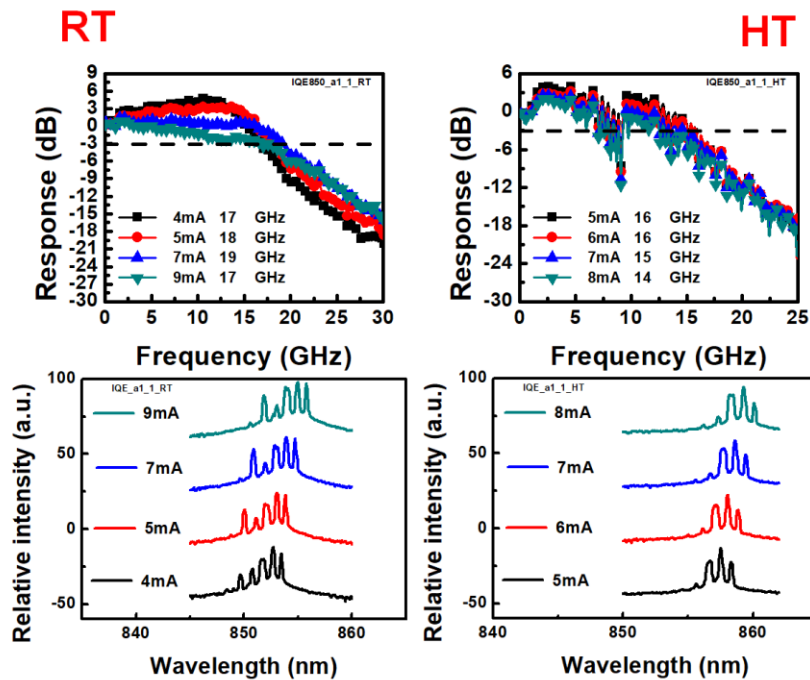 RT
HT
IQE850_a1_1_RT
Response (dB)
9
6
3
0
-3
-6
-9
-12
-15
-18
-21
-24
-27
-30
4mA 17 GHz
5mA 18 GHz
7mA 19 GHz
9mA 17 GHz
0 5 10 15 20 25 30
Frequency (GHz)
IQE850_a1_1_HT
Response (dB)
6
0
-6
-12
-18
-24
-30
5mA 16 GHz
6mA 16 GHz
7mA 15 GHz
8mA 14 GHz
0 5 10 15 20 25
Frequency (GHz)
IQE_a1_1_RT
Relative intensity (a.u.)
100
50
0
-50
9mA
7mA
5mA
4mA
840 850 860
Wavelength (nm)
IQE_a1_1_HT
Relative intensity (a.u.)
100
50
0
-50
8mA
7mA
6mA
5mA
840 850 860
Wavelength (nm)